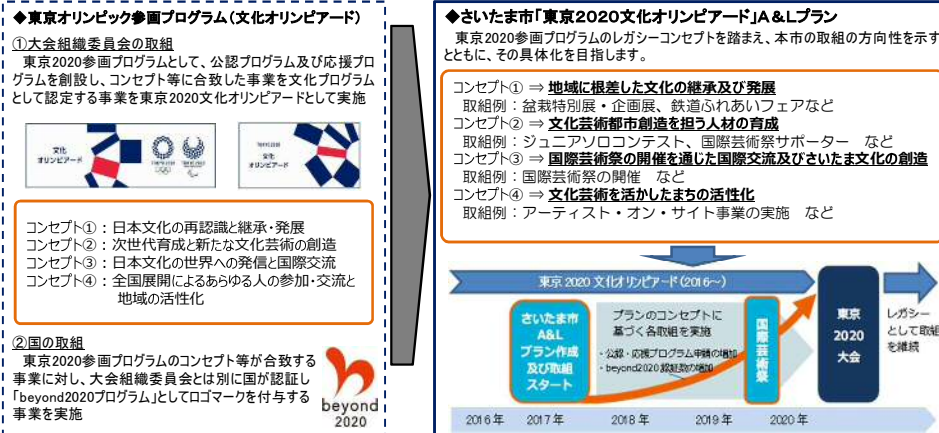 ◆東京オリンピック参画プログラム（文化オリンピアード）
①大会組織委員会の取組
東京2020参画プログラムとして、公認プログラム及び応援プロ
グラムを創設し、コンセプト等に合致した事業を文化プログラム
として認定する事業を東京2020文化オリンピアードとして実施
文化
オリンピアード
TOKYO 2020
文化
オリンピアード
コンセプト①：日本文化の再認識と継承・発展
コンセプト②：次世代育成と新たな文化芸術の創造
コンセプト③：日本文化の世界への発信と国際交流
コンセプト④：全国展開によるあらゆる人の参加・交流と
地域の活性化
②国の取組
東京2020参画プログラムのコンセプト等が合致する
事業に対し、大会組織委員会とは別に国が認証し
「beyond2020プログラム」としてロゴマークを付与する
事業を実施
beyond
2020
◆さいたま市「東京２０２０文化オリンピアード」Ａ＆Ｌプラン
東京2020参画プログラムのレガシーコンセプトを踏まえ、本市の取組の方向性を示す
とともに、その具体化を目指します。
コンセプト① ⇒ 地域に根差した文化の継承及び発展
取組例：盆栽特別展・企画展、鉄道ふれあいフェアなど
コンセプト② ⇒ 文化芸術都市創造を担う人材の育成
取組例：ジュニアソロコンテスト、国際芸術祭サポーター　など
コンセプト③ ⇒ 国際芸術祭の開催を通じた国際交流及びさいたま文化の創造
取組例：国際芸術祭の開催　など
コンセプト④ ⇒ 文化芸術を活かしたまちの活性化
取組例：アーティスト・オン・サイト事業の実施　など
東京 2020 文化オリンピアード（2016～）
さいたま市
A&L
プラン作成
及び取組
スタート
プランのコンセプトに
基づく各取組を実施
・公認・応援プログラム申請の増加
・beyond2020 認証数の増加
国際芸術祭
東京
2020
大会
レガシー
として取組
を継続
2016年　2017年　2018年　2019年　2020年